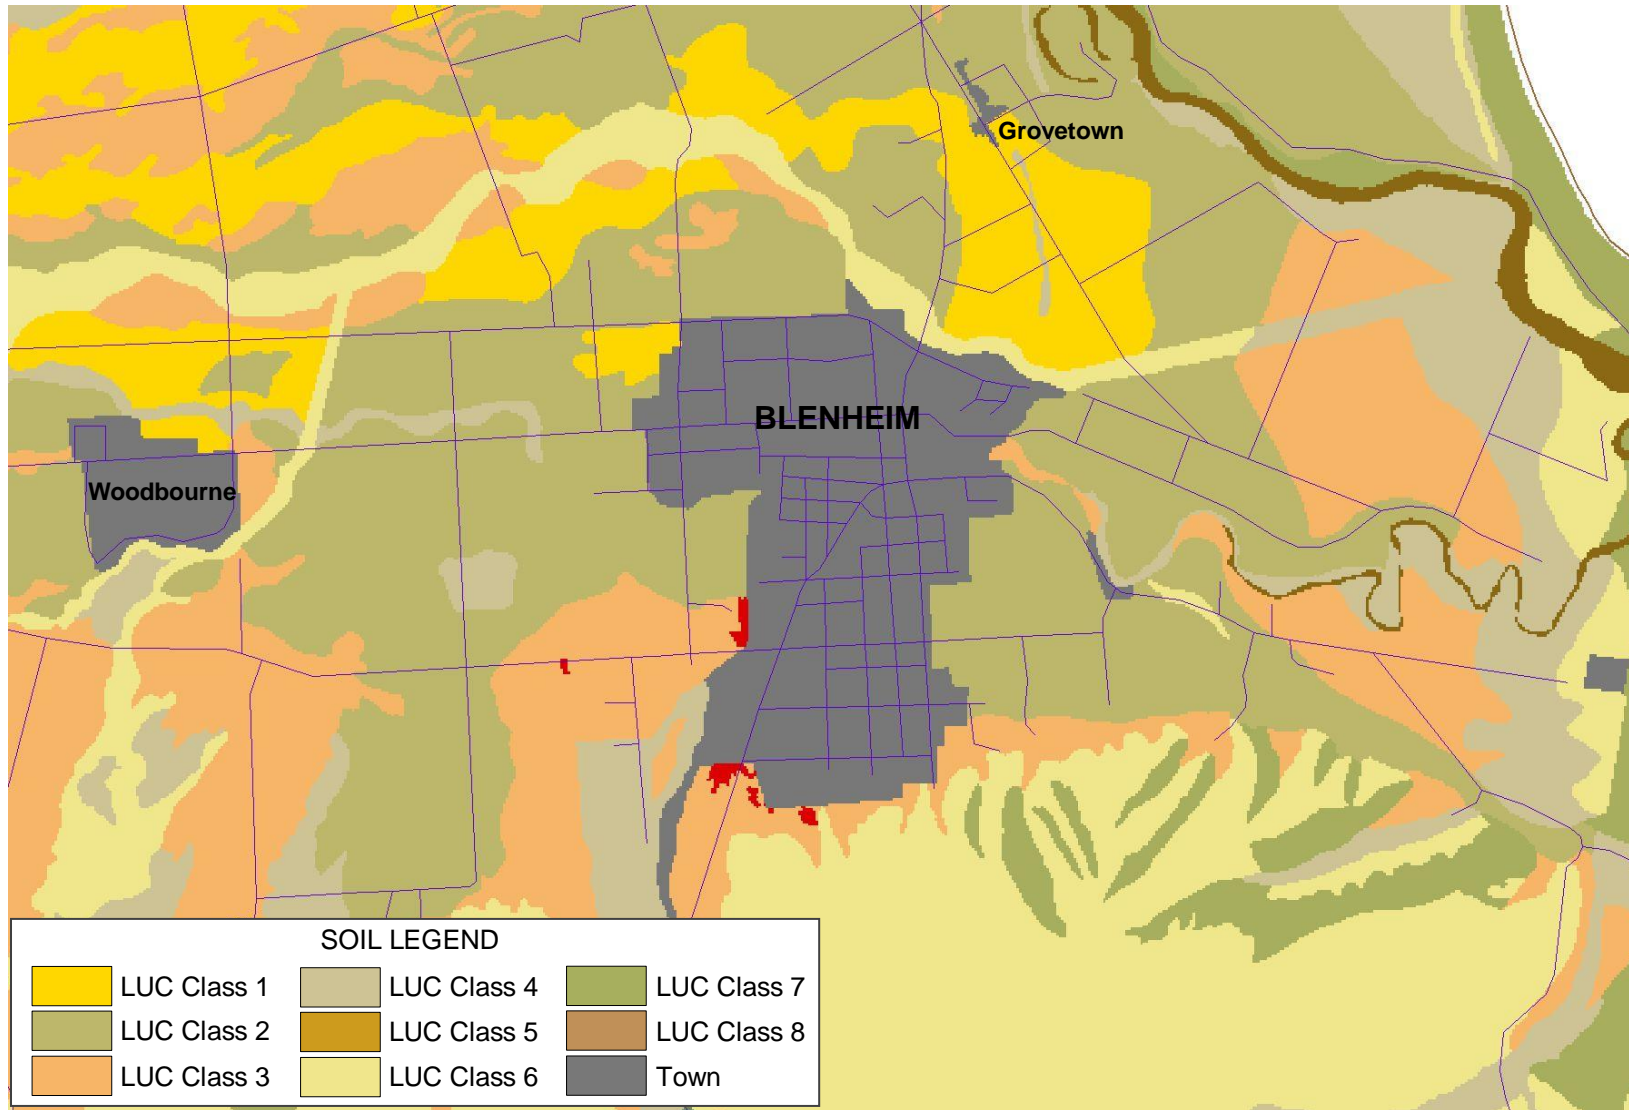 Grovetown
BLENHEIM
Woodbourne
SOIL LEGEND
LUC Class 1
LUC Class 4
LUC Class 7
LUC Class 2
LUC Class 5
LUC Class 8
LUC Class 3
LUC Class 6
Town